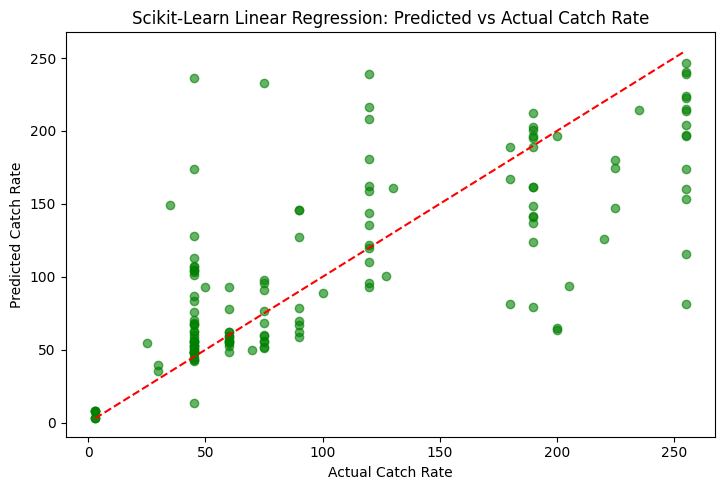 Scikit-Learn Linear Regression: Predicted vs Actual Catch Rate
250
200
150
100
50
0
Predicted Catch Rate
0 50 100 150 200 250
Actual Catch Rate